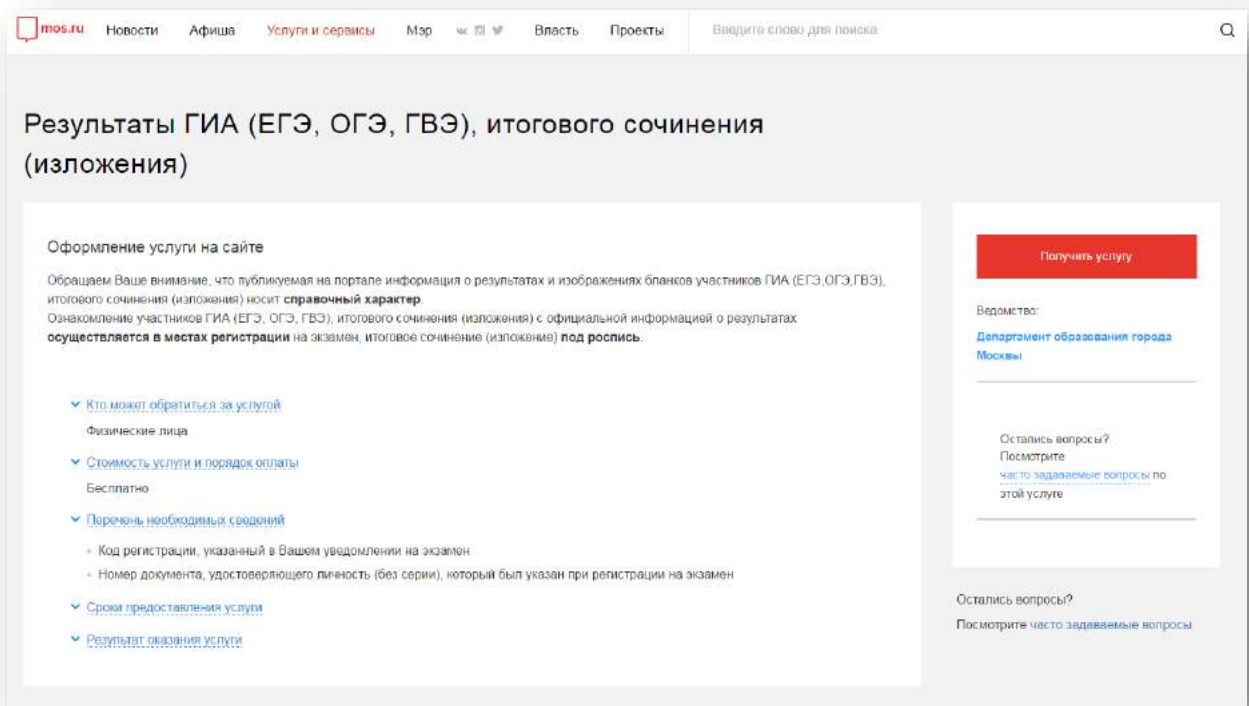 mos.ru Новости Афиша Услуги и сервисы Мэр Власть Проекты Введите слово для поиска
Результаты ГИА (ЕГЭ, ОГЭ, ГВЭ), итогового сочинения
(изложения)
Оформление услуги на сайте
Обращаем Ваше внимание, что публикуемая на портале информация о результатах и изображениях бланков участников ГИА (ЕГЭ,ОГЭ,ГВЭ),
итогового сочинения (изложения) носит справочный характер.
Ознакомление участников ГИА (ЕГЭ, ОГЭ, ГВЭ), итогового сочинения (изложения) с официальной информацией о результатах
осуществляется в местах регистрации на экзамен, итоговое сочинение (изложение) под роспись.
Кто может обратиться за услугой
Физические лица
Стоимость услуги и порядок оплаты
Бесплатно
Перечень необходимых сведений
Код регистрации, указанный в Вашем уведомлении на экзамен
Номер документа, удостоверяющего личность (без серии), который был указан при регистрации на экзамен
Сроки предоставления услуги
Результат оказания услуги
Получить услугу
Ведомство:
Департамент образования города
Москвы
Остались вопросы?
Посмотрите
часто задаваемые вопросы по
этой услуге
Остались вопросы?
Посмотрите часто задаваемые вопросы